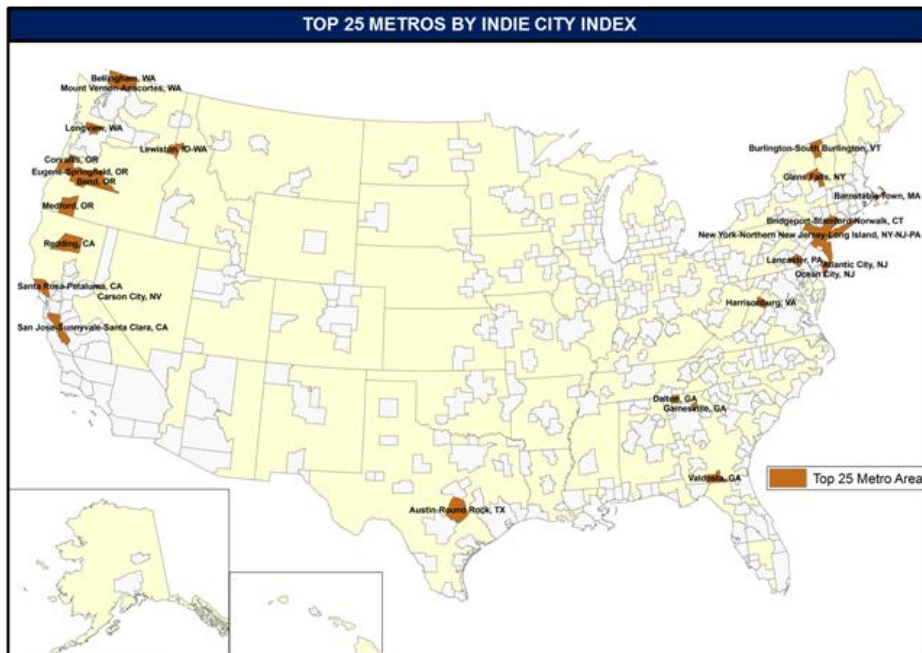 TOP 25 METROS BY INDIE CITY INDEX
Bellingham, WA
Mount Vernon-Anacortes, WA
Longview, WA
Lewiston, ID-WA
Corvallis, OR
Eugene-Springfield, OR
Bend, OR
Medford, OR
Redding, CA
Santa Rosa-Petaluma, CA
Carson City, NV
San Jose-Sunnyvale-Santa Clara, CA
Burlington-South Burlington, VT
Glens Falls, NY
Barnstable Town, MA
Bridgeport-Stamford-Norwalk, CT
New York-Northern New Jersey-Long Island, NY-NJ-PA
Lancaster, PA
Atlantic City, NJ
Ocean City, NJ
Harrisonburg, VA
Dalton, GA
Gainesville, GA
Valdosta, GA
Austin-Round Rock, TX
Top 25 Metro Area